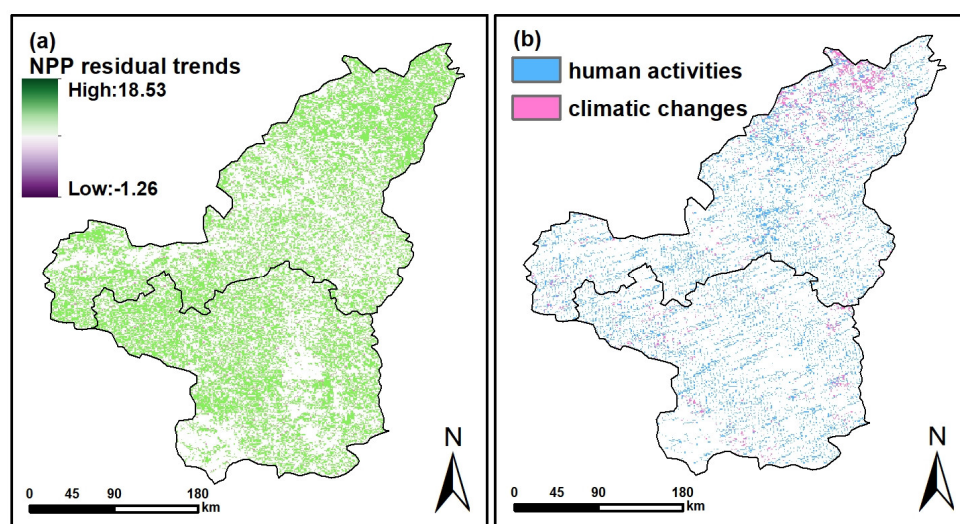 (a)
NPP residual trends
High:18.53
Low:-1.26
N
0 45 90 180
km
(b)
human activities
climatic changes
N
0 45 90 180
km